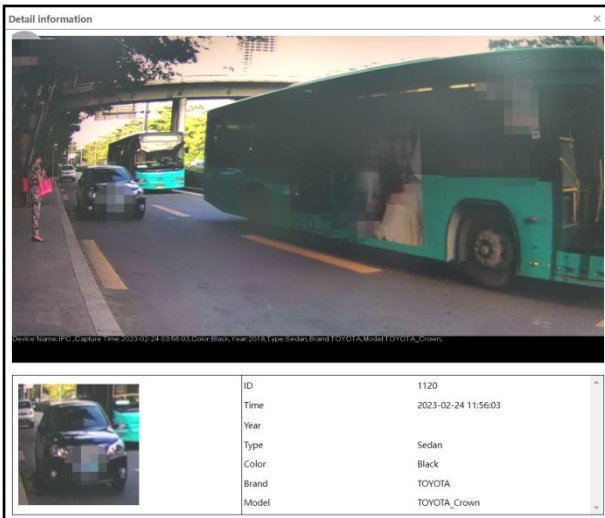 Detail information
Device Name:IPC ,Capture Time:2023-02-24 03:56:03,Color:Black,Year:2018,Type:Sedan,Brand:TOYOTA,Model:TOYOTA_Crown,
ID 1120
Time 2023-02-24 11:56:03
Year
Type Sedan
Color Black
Brand TOYOTA
Model TOYOTA_Crown